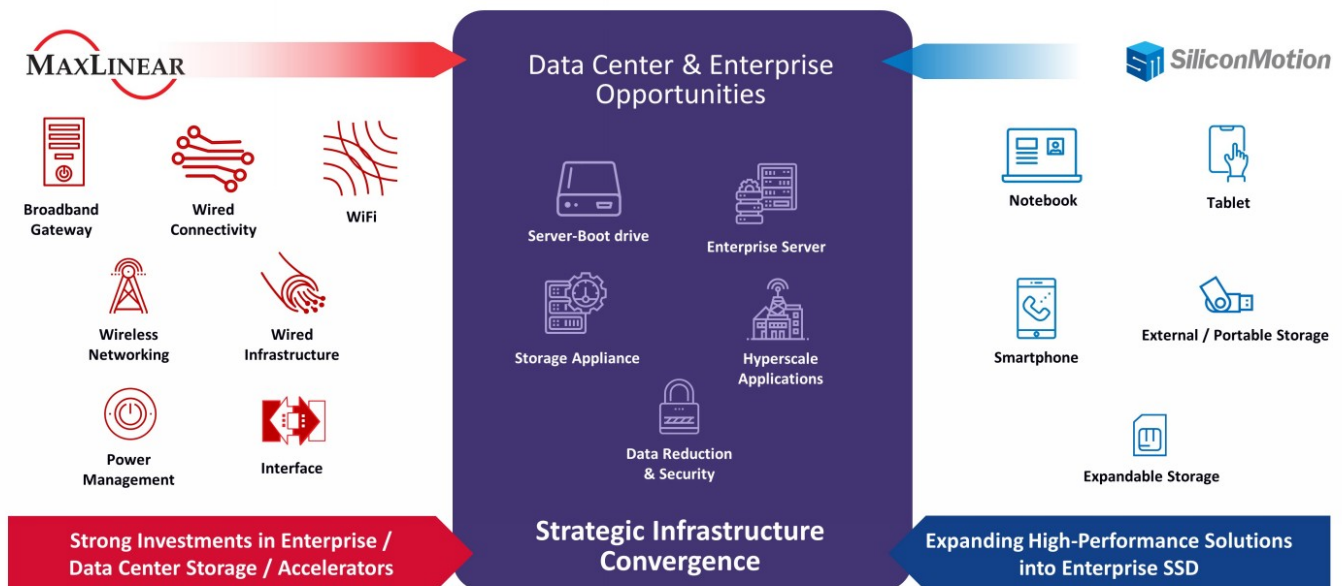 MAXLINEAR
Broadband
Gateway
Wired
Connectivity
WiFi
Wireless
Networking
Wired
Infrastructure
Power
Management
Interface
Strong Investments in Enterprise /
Data Center Storage / Accelerators
Data Center & Enterprise
Opportunities
Server-Boot drive
Enterprise Server
Storage Appliance
Hyperscale
Applications
Data Reduction
& Security
Strategic Infrastructure
Convergence
SiliconMotion
Notebook
Tablet
Smartphone
External / Portable Storage
Expandable Storage
Expanding High-Performance Solutions
into Enterprise SSD